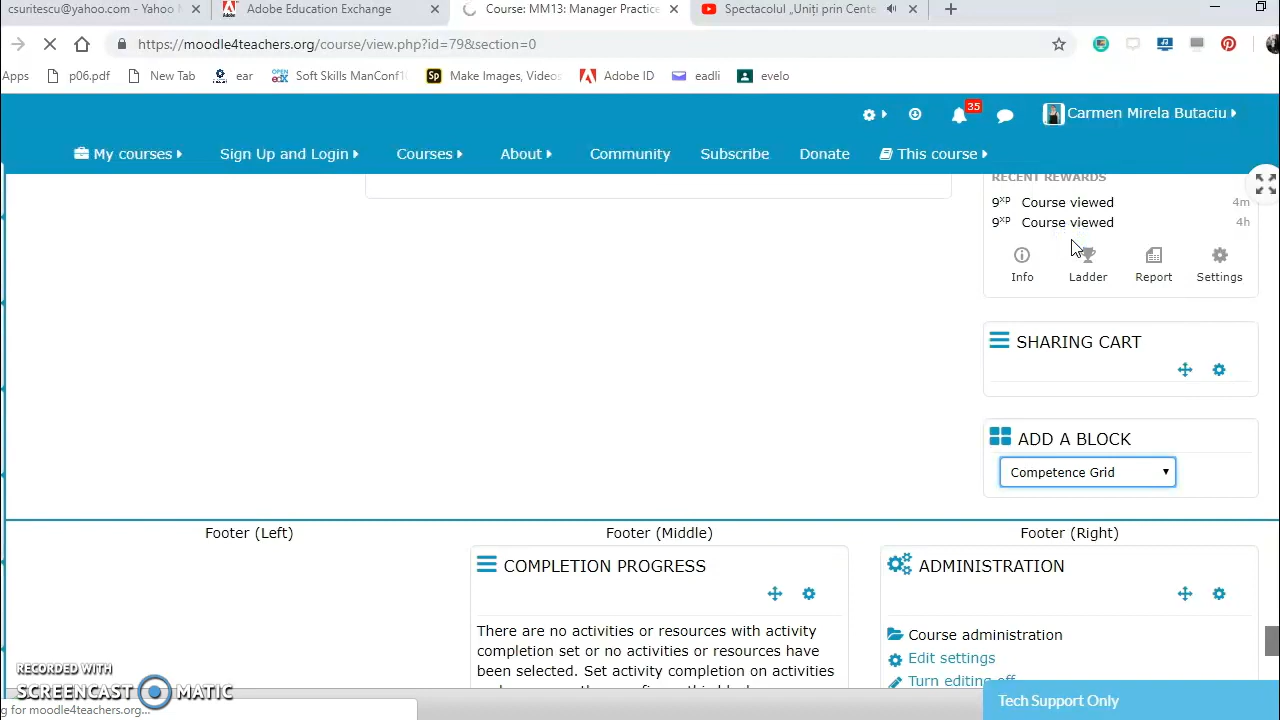 csuritescu@yahoo.com - Yahoo
Adobe Education Exchange
Course: MM13: Manager Practice
Spectacolul „Uniți prin Cente
https://moodle4teachers.org/course/view.php?id=79&section=0
Apps
p06.pdf
New Tab
ear
OPEN edX
Soft Skills ManConf1
Sp
Make Images, Videos
Adobe ID
eadli
evelo
35
Carmen Mirela Butaciu
My courses
Sign Up and Login
Courses
About
Community
Subscribe
Donate
This course
RECENT REWARDS
9xp Course viewed 4m
9xp Course viewed 4h
Info
Ladder
Report
Settings
SHARING CART
ADD A BLOCK
Competence Grid
Footer (Left)
Footer (Middle)
Footer (Right)
COMPLETION PROGRESS
There are no activities or resources with activity
completion set or no activities or resources have
been selected. Set activity completion on activities
ADMINISTRATION
Course administration
Edit settings
Turn editing off
RECORDED WITH
SCREENCAST MATIC
g for moodle4teachers.org...
Tech Support Only